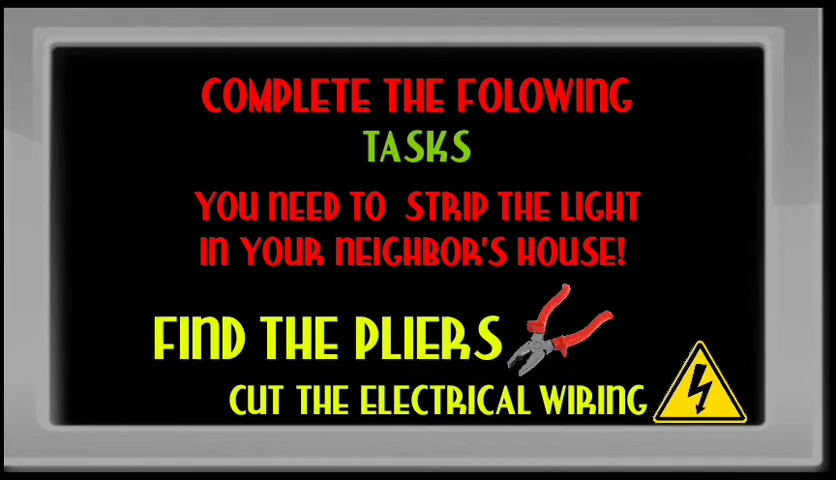 COMPLETE THE FOLOWING
TASKS
YOU NEED TO STRIP THE LIGHT
IN YOUR NEIGHBOR'S HOUSE!
FIND THE PLIERS
CUT THE ELECTRICAL WIRING